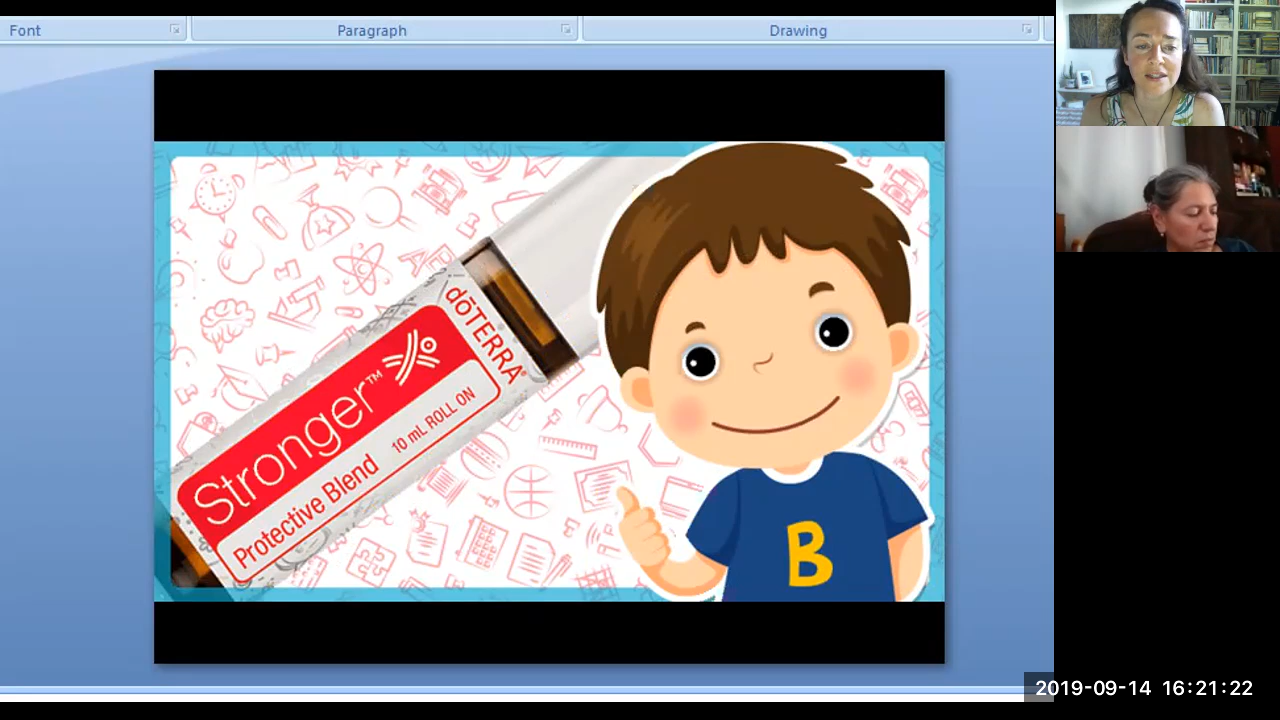 Font
Paragraph
Drawing
dōTERRA®
Stronger™
Protective Blend 10 mL ROLL ON
B
2019-09-14 16:21:22